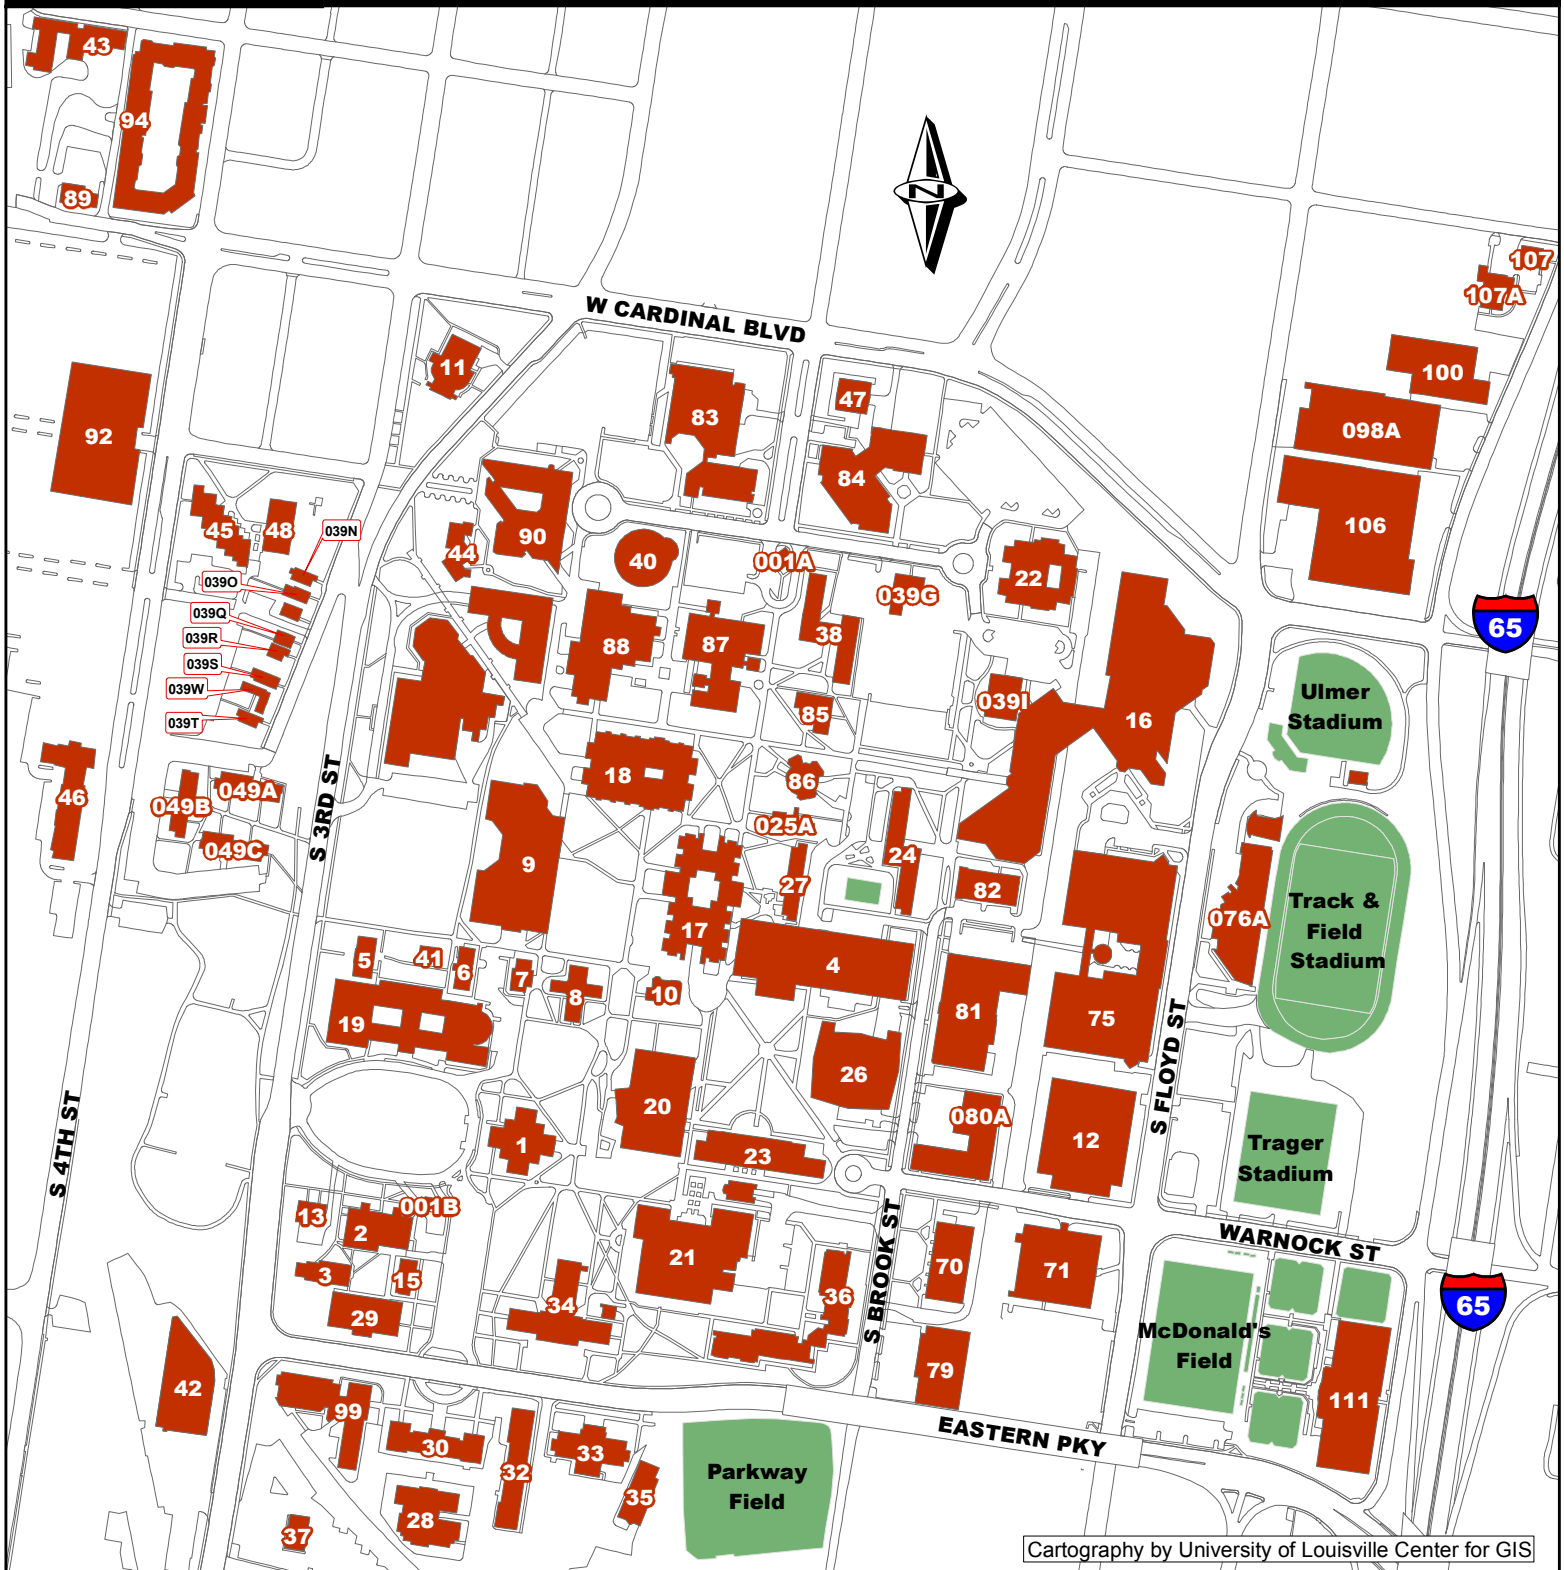 43
94
89
N
107
107A
W CARDINAL BLVD
11
100
47
83
098A
92
84
106
45
48
039N
90
44
40
001A
22
039O
039G
039Q
65
88
87
38
039R
039S
039W
039I
Ulmer
Stadium
85
16
039T
18
86
46
049A
049B
S 3RD ST
025A
049C
24
9
27
82
Track &
Field
Stadium
076A
17
5
41
6
7
8
10
4
81
75
19
26
S FLOYD ST
20
080A
S 4TH ST
1
12
23
Trager
Stadium
001B
13
2
WARNOCK ST
21
3
15
70
71
34
36
S BROOK ST
65
29
McDonald's
Field
79
42
111
99
30
EASTERN PKY
33
32
Parkway
Field
35
28
37
Cartography by University of Louisville Center for GIS